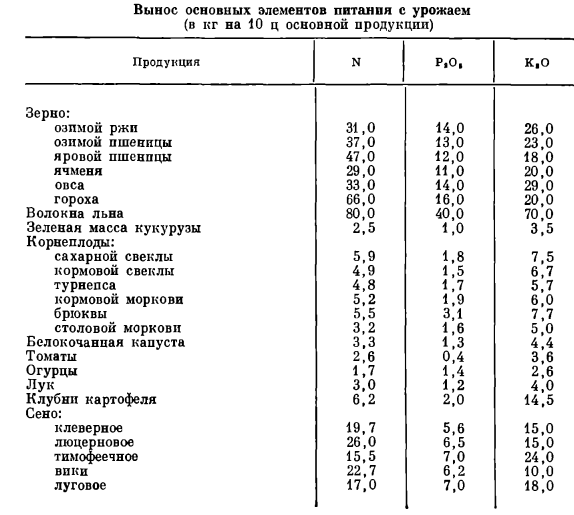 Вынос основных элементов питания с урожаем
(в кг на 10 ц основной продукции)
Продукция N P₂O₅ K₂O
Зерно:
озимой ржи 31,0 14,0 26,0
озимой пшеницы 37,0 13,0 23,0
яровой пшеницы 47,0 12,0 18,0
ячменя 29,0 11,0 20,0
овса 33,0 14,0 29,0
гороха 66,0 16,0 20,0
Волокна льна 80,0 40,0 70,0
Зеленая масса кукурузы 2,5 1,0 3,5
Корнеплоды:
сахарной свеклы 5,9 1,8 7,5
кормовой свеклы 4,9 1,5 6,7
турнепса 4,8 1,7 5,7
кормовой моркови 5,2 1,9 6,0
брюквы 5,5 3,1 7,7
столовой моркови 3,2 1,6 5,0
Белокочанная капуста 3,3 1,3 4,4
Томаты 2,6 0,4 3,6
Огурцы 1,7 1,4 2,6
Лук 3,0 1,2 4,0
Клубни картофеля 6,2 2,0 14,5
Сено:
клеверное 19,7 5,6 15,0
люцерновое 26,0 6,5 15,0
тимофеечное 15,5 7,0 24,0
вики 22,7 6,2 10,0
луговое 17,0 7,0 18,0